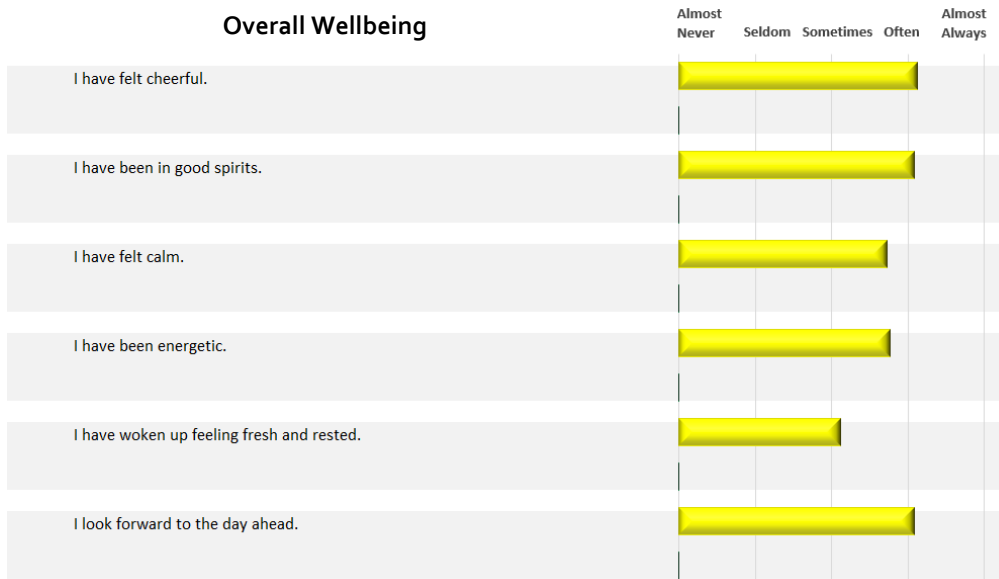 Overall Wellbeing
Almost Never
Seldom
Sometimes
Often
Almost Always
I have felt cheerful.
I have been in good spirits.
I have felt calm.
I have been energetic.
I have woken up feeling fresh and rested.
I look forward to the day ahead.